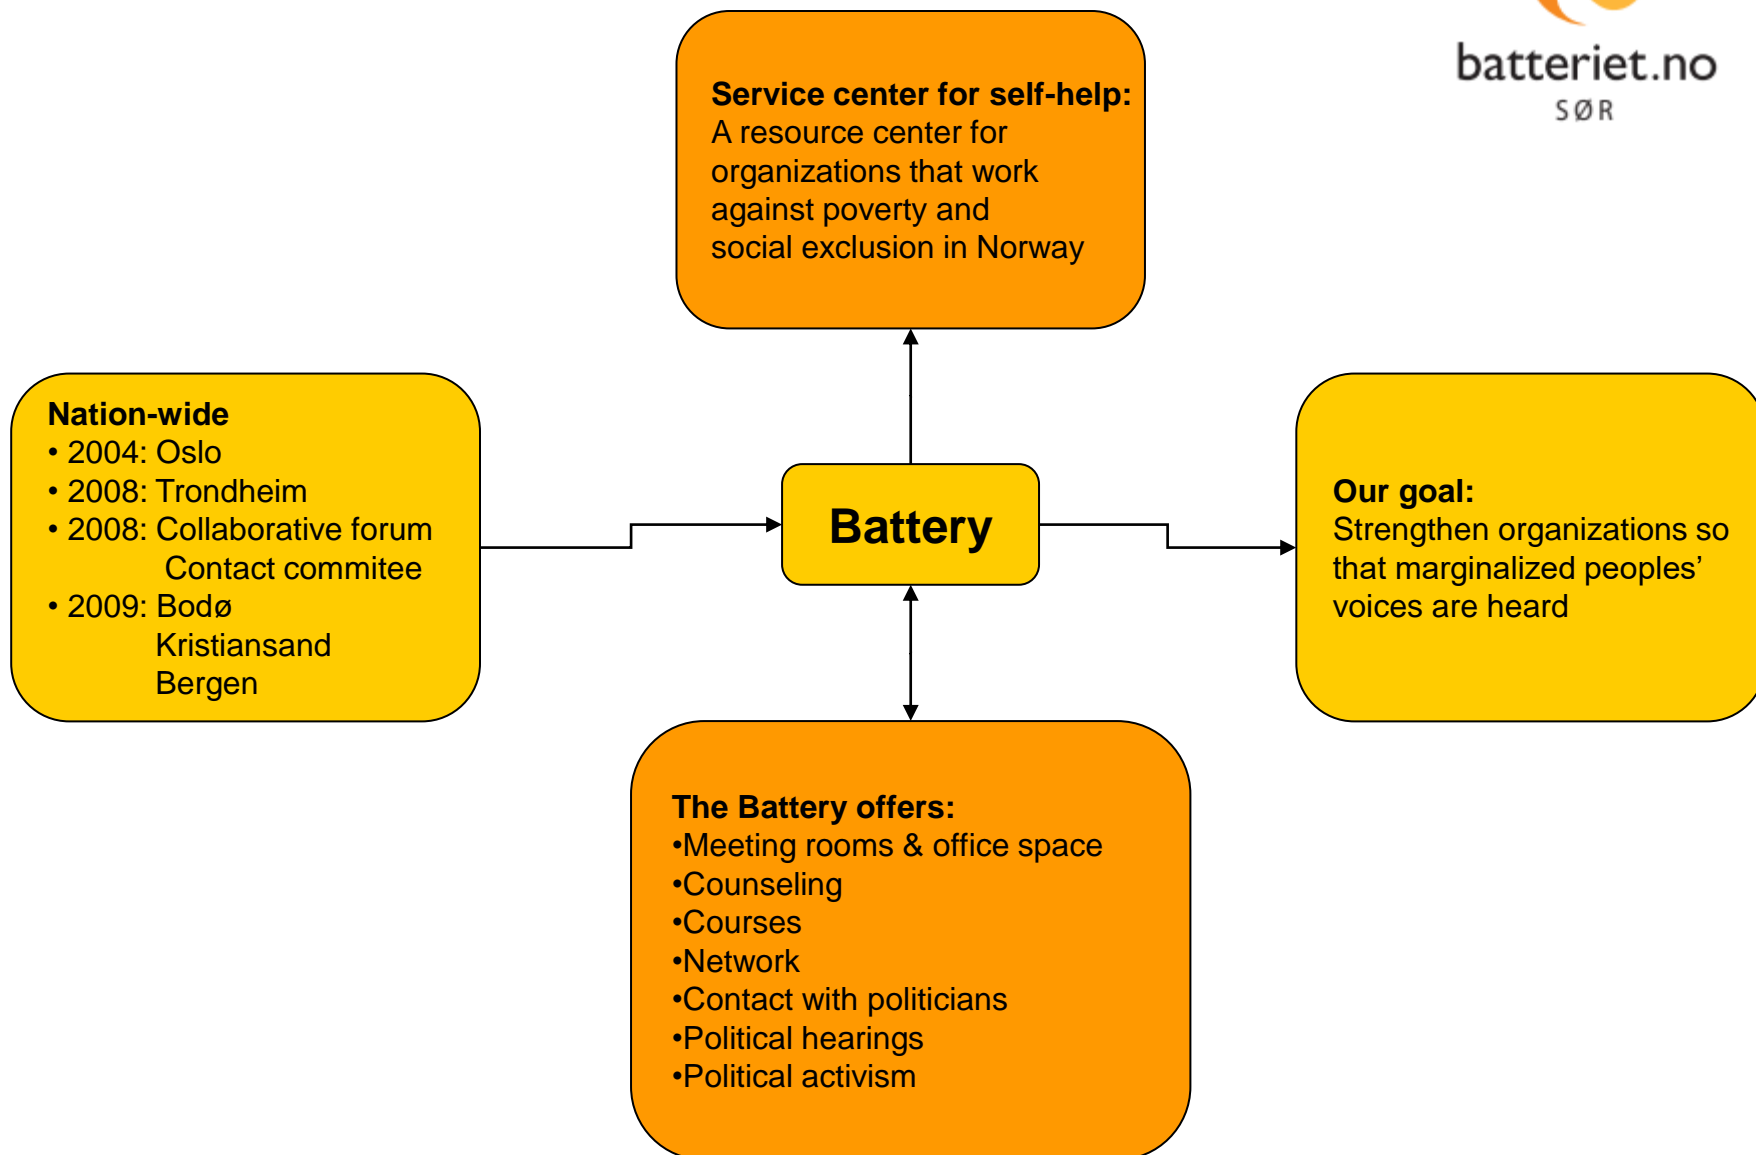 batteriet.no
SØR
Service center for self-help:
A resource center for
organizations that work
against poverty and
social exclusion in Norway
Nation-wide
• 2004: Oslo
• 2008: Trondheim
• 2008: Collaborative forum
Contact commitee
• 2009: Bodø
Kristiansand
Bergen
Battery
Our goal:
Strengthen organizations so
that marginalized peoples’
voices are heard
The Battery offers:
•Meeting rooms & office space
•Counseling
•Courses
•Network
•Contact with politicians
•Political hearings
•Political activism